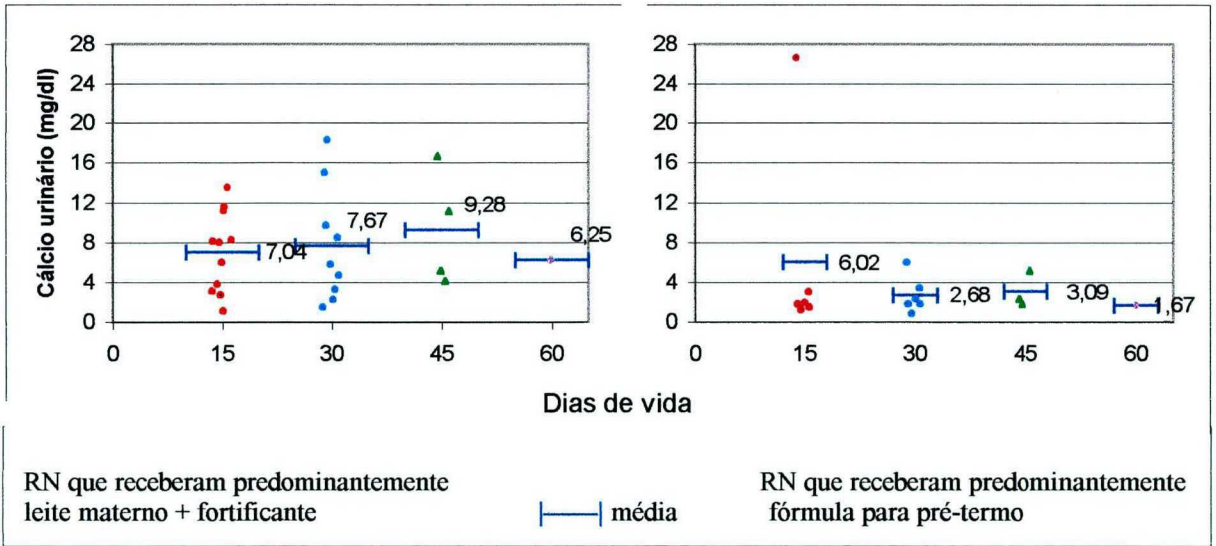 Cálcio urinário (mg/dl)
28
24
20
16
12
8
4
0
0 15 30 45 60
7,04
7,67
9,28
6,25
28
24
20
16
12
8
4
0
0 15 30 45 60
6,02
2,68
3,09
1,67
Dias de vida
RN que receberam predominantemente
leite materno + fortificante
média
RN que receberam predominantemente
fórmula para pré-termo